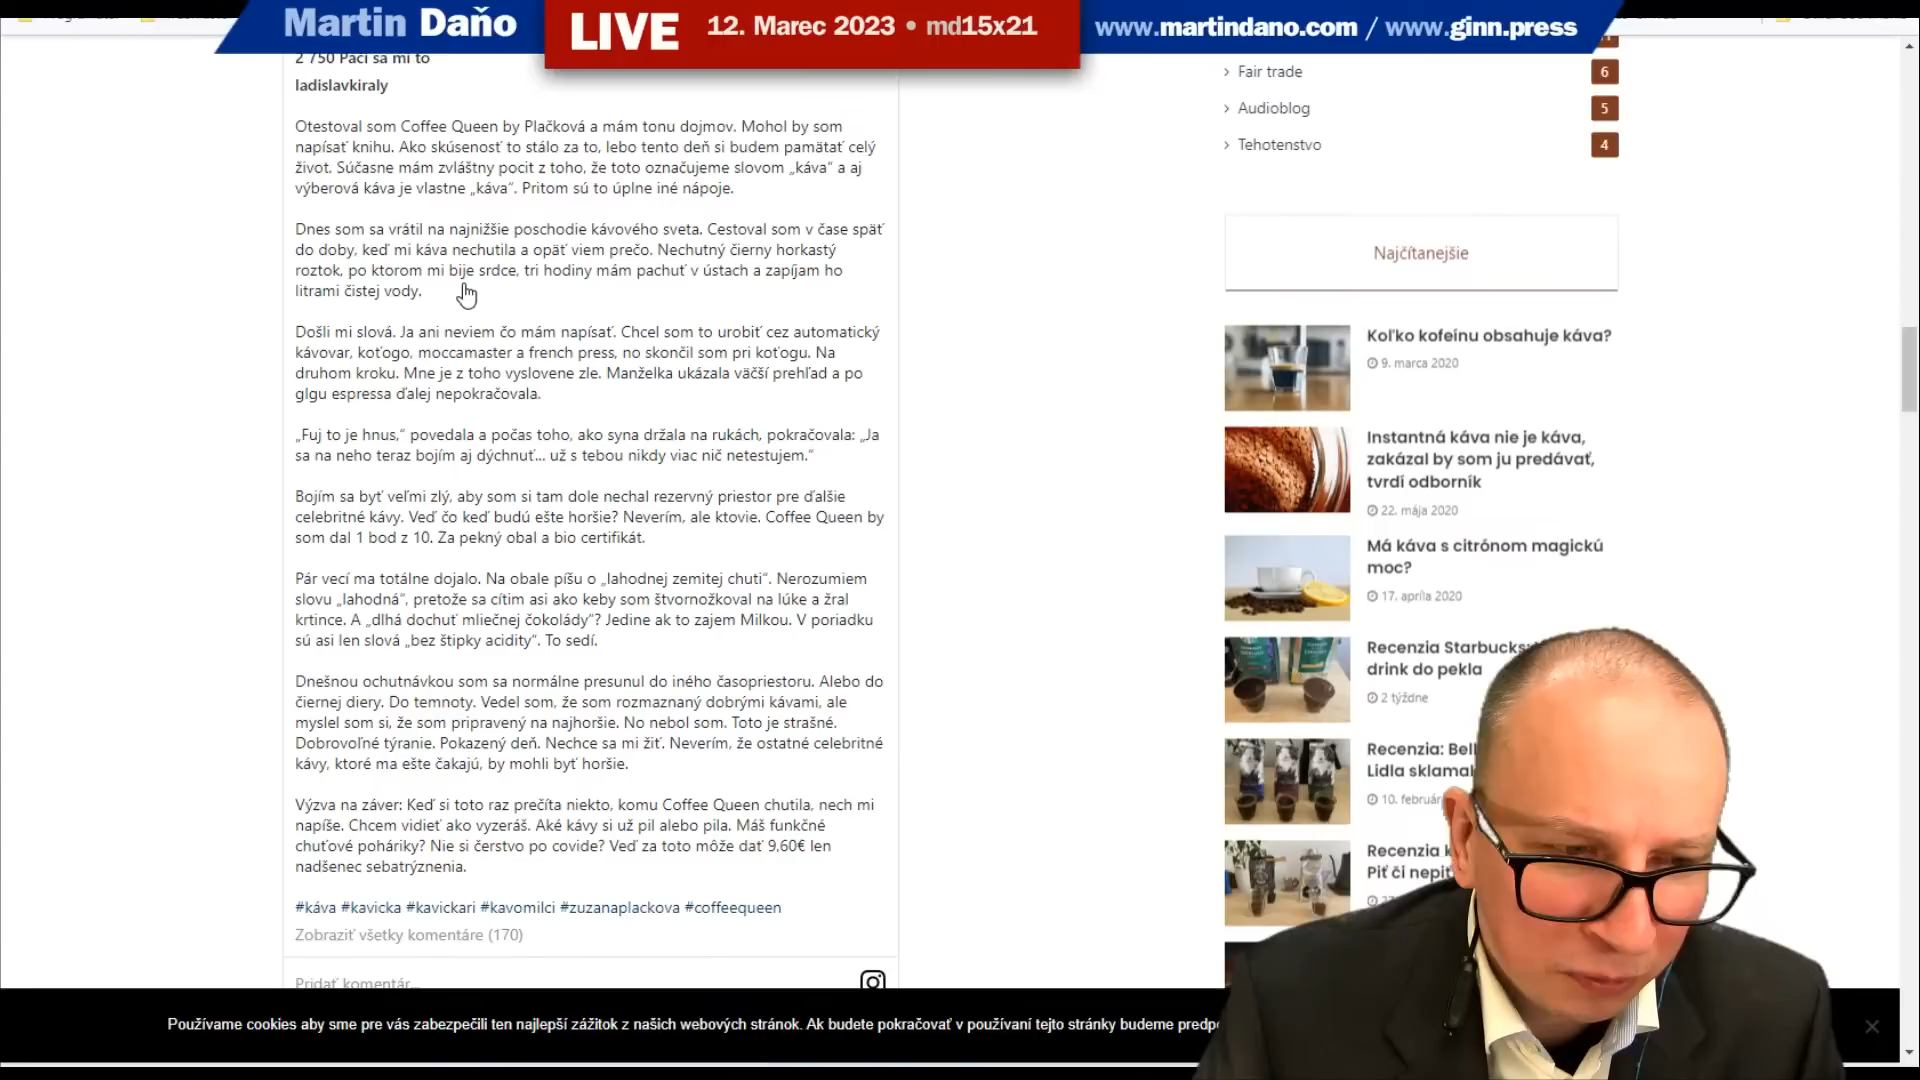 Martin Daňo
LIVE
12. Marec 2023 • md15x21
www.martindano.com / www.ginn.press
2 750 Páči sa mi to
ladislavkiraly
Otestoval som Coffee Queen by Plačková a mám tonu dojmov. Mohol by som
napísať knihu. Ako skúsenosť to stálo za to, lebo tento deň si budem pamätať celý
život. Súčasne mám zvláštny pocit z toho, že toto označujeme slovom „káva“ a aj
výberová káva je vlastne „káva“. Pritom sú to úplne iné nápoje.
Dnes som sa vrátil na najnižšie poschodie kávového sveta. Cestoval som v čase späť
do doby, keď mi káva nechutila a opäť viem prečo. Nechutný čierny horkastý
roztok, po ktorom mi bije srdce, tri hodiny mám pachuť v ústach a zapíjam ho
litrami čistej vody.
Došli mi slová. Ja ani neviem čo mám napísať. Chcel som to urobiť cez automatický
kávovar, koťogo, moccamaster a french press, no skončil som pri koťogu. Na
druhom kroku. Mne je z toho vyslovene zle. Manželka ukázala väčší prehľad a po
glgu espressa ďalej nepokračovala.
„Fuj to je hnus,“ povedala a počas toho, ako syna držala na rukách, pokračovala: „Ja
sa na neho teraz bojím aj dýchnuť... už s tebou nikdy viac nič netestujem.“
Bojím sa byť veľmi zlý, aby som si tam dole nechal rezervný priestor pre ďalšie
celebritné kávy. Veď čo keď budú ešte horšie? Neverím, ale ktovie. Coffee Queen by
som dal 1 bod z 10. Za pekný obal a bio certifikát.
Pár vecí ma totálne dojalo. Na obale píšu o „lahodnej zemitej chuti“. Nerozumiem
slovu „lahodná“, pretože sa cítim asi ako keby som štvornožkoval na lúke a žral
krtince. A „dlhá dochuť mliečnej čokolády“? Jedine ak to zajem Milkou. V poriadku
sú asi len slová „bez štipky acidity“. To sedí.
Dnešnou ochutnávkou som sa normálne presunul do iného časopriestoru. Alebo do
čiernej diery. Do temnoty. Vedel som, že som rozmaznaný dobrými kávami, ale
myslel som si, že som pripravený na najhoršie. No nebol som. Toto je strašné.
Dobrovoľné týranie. Pokazený deň. Nechce sa mi žiť. Neverím, že ostatné celebritné
kávy, ktoré ma ešte čakajú, by mohli byť horšie.
Výzva na záver: Keď si toto raz prečíta niekto, komu Coffee Queen chutila, nech mi
napíše. Chcem vidieť ako vyzeráš. Aké kávy si už pil alebo pila. Máš funkčné
chuťové poháriky? Nie si čerstvo po covide? Veď za toto môže dať 9,60€ len
nadšenec sebatrýznenia.
#káva #kavicka #kavickari #kavomilci #zuzanaplackova #coffeequeen
Zobraziť všetky komentáre (170)
Pridať komentár...
Fair trade 6
Audioblog 5
Tehotenstvo 4
Najčítanejšie
Koľko kofeínu obsahuje káva?
9. marca 2020
Instantná káva nie je káva,
zakázal by som ju predávať,
tvrdí odborník
22. mája 2020
Má káva s citrónom magickú
moc?
17. apríla 2020
Recenzia Starbucks:
drink do pekla
2 týždne
Recenzia: Bell
Lidla sklamal
10. február
Recenzia k
Piť či nepiť
Používame cookies aby sme pre vás zabezpečili ten najlepší zážitok z našich webových stránok. Ak budete pokračovať v používaní tejto stránky budeme predpo